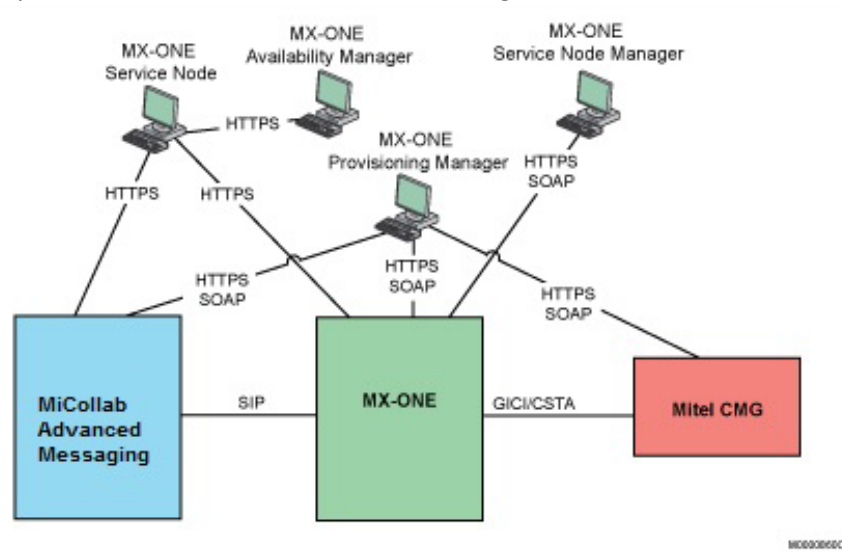 MX-ONE
Service Node
MX-ONE
Availability Manager
MX-ONE
Service Node Manager
HTTPS
MX-ONE
Provisioning Manager
HTTPS
SOAP
HTTPS
HTTPS
HTTPS
SOAP
HTTPS
SOAP
HTTPS
SOAP
MiCollab
Advanced
Messaging
SIP
MX-ONE
GICI/CSTA
Mitel CMG